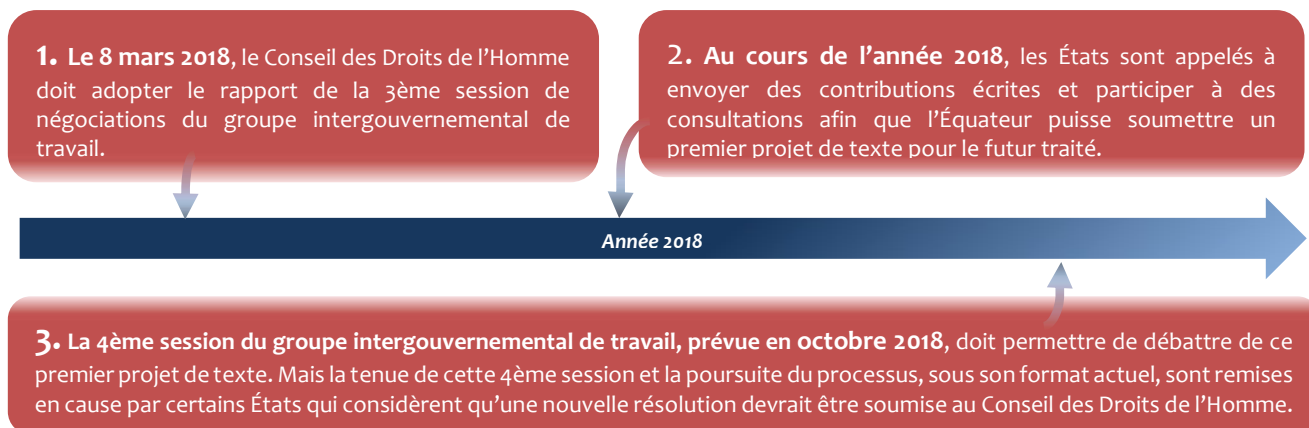 1. Le 8 mars 2018, le Conseil des Droits de l’Homme
doit adopter le rapport de la 3ème session de
négociations du groupe intergouvernemental de
travail.
2. Au cours de l’année 2018, les États sont appelés à
envoyer des contributions écrites et participer à des
consultations afin que l’Équateur puisse soumettre un
premier projet de texte pour le futur traité.
Année 2018
3. La 4ème session du groupe intergouvernemental de travail, prévue en octobre 2018, doit permettre de débattre de ce
premier projet de texte. Mais la tenue de cette 4ème session et la poursuite du processus, sous son format actuel, sont remises
en cause par certains États qui considèrent qu’une nouvelle résolution devrait être soumise au Conseil des Droits de l’Homme.